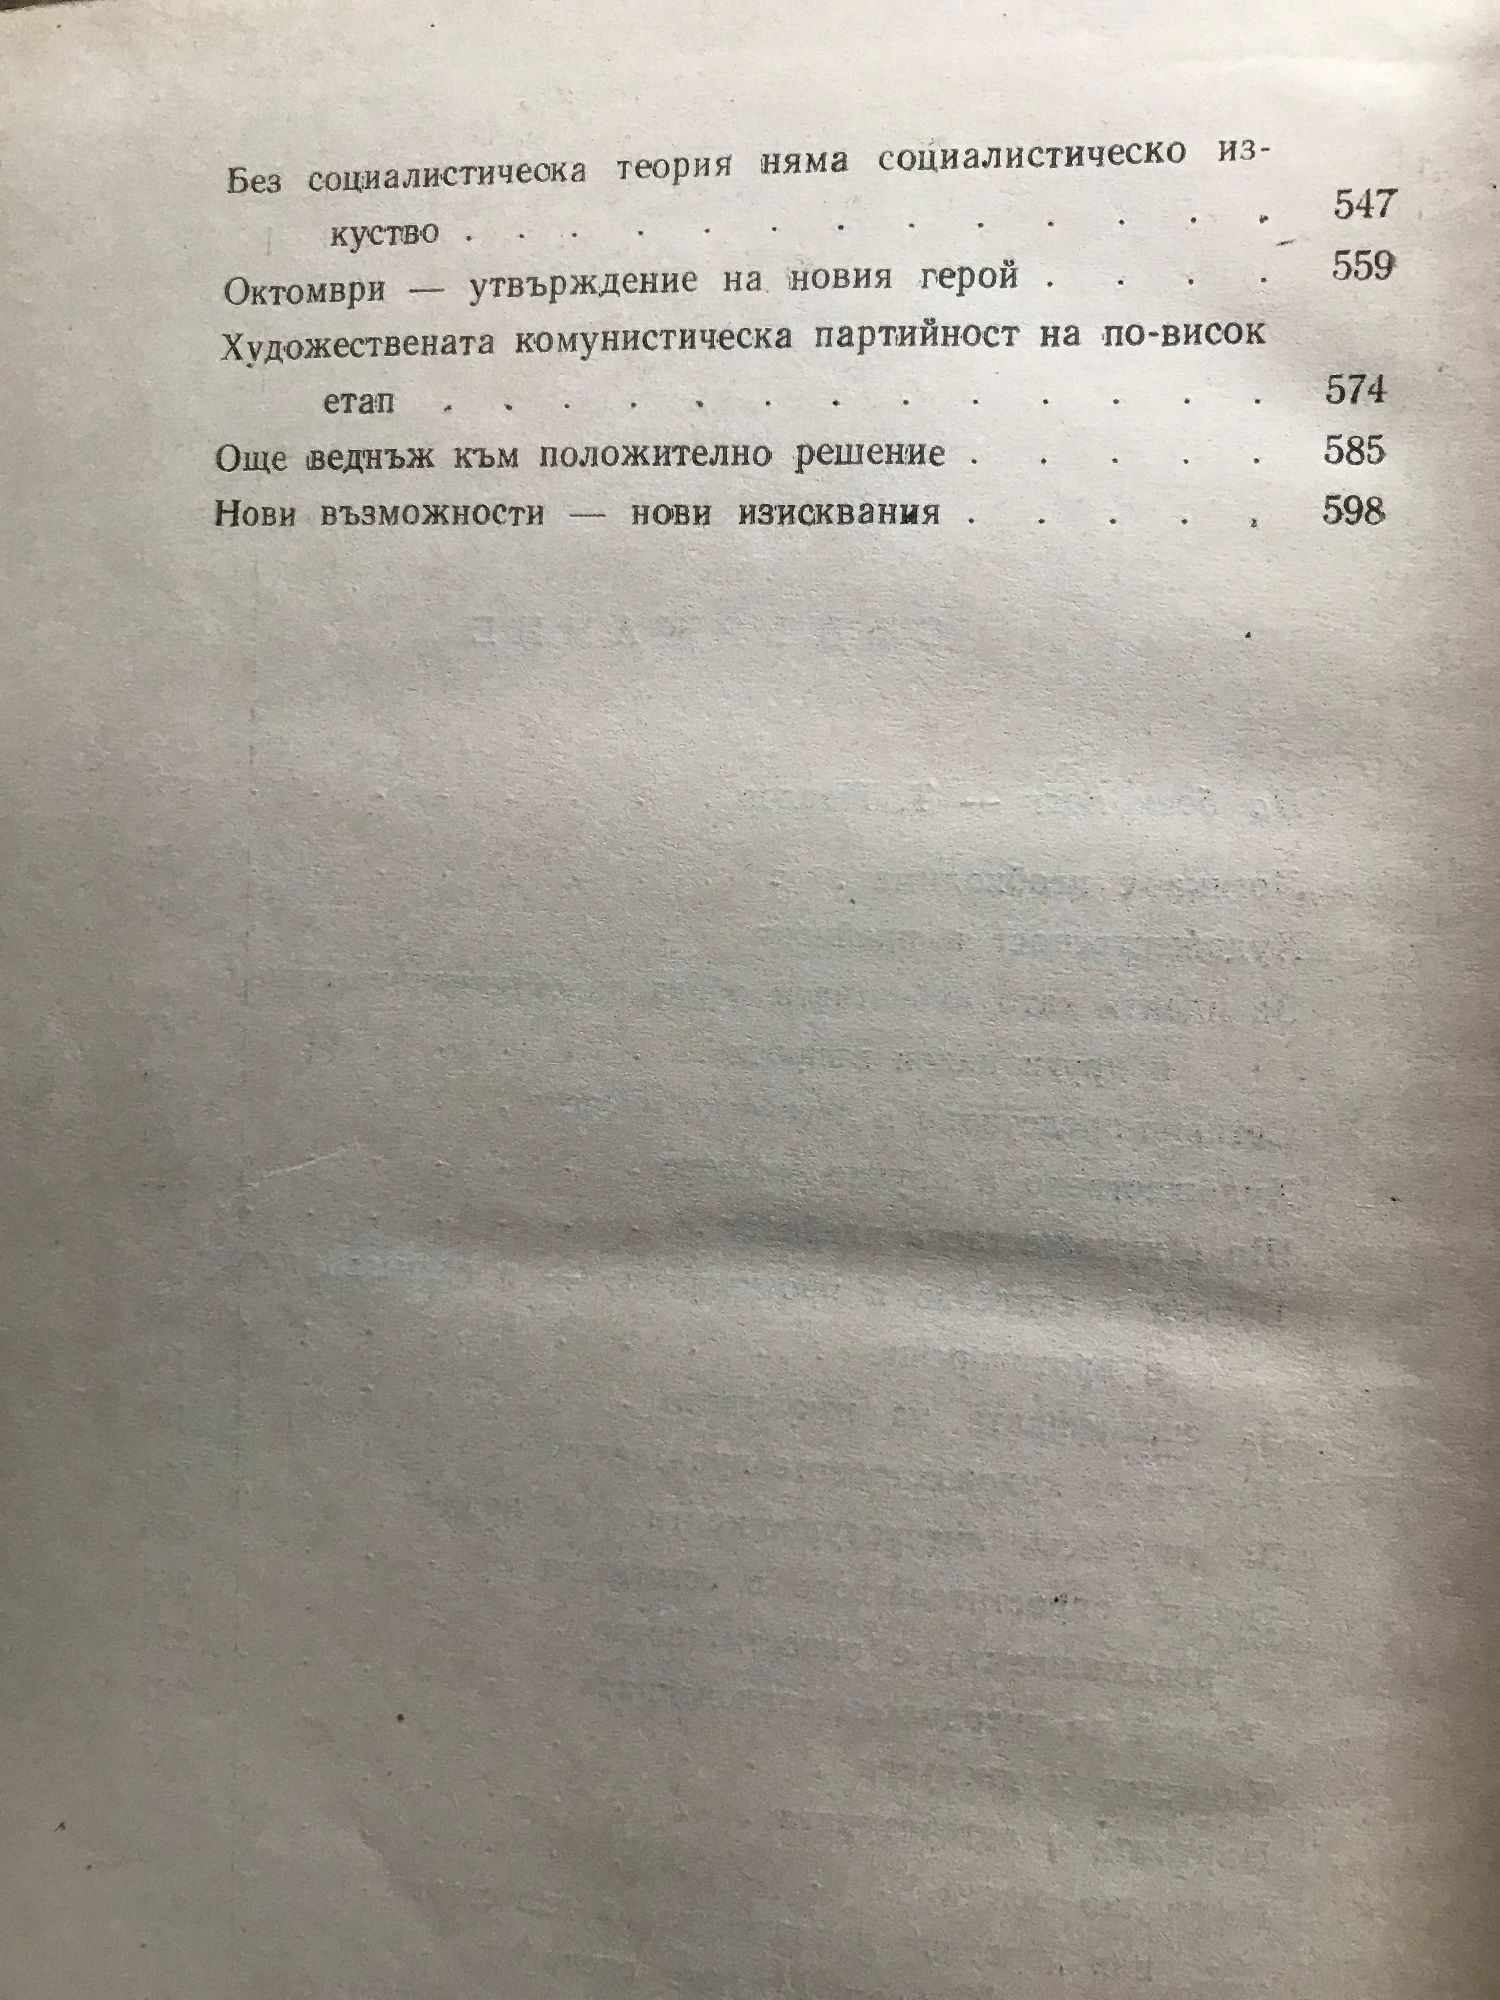 Без социалистическа теория няма социалистическо из-
куство . . . . . . . . . . . . 547
Октомври — утвърждение на новия герой . . . . 559
Художествената комунистическа партийност на по-висок
етап . . . . . . . . . . . . . 574
Още веднъж към положително решение . . . . . 585
Нови възможности — нови изисквания . . . . . 598